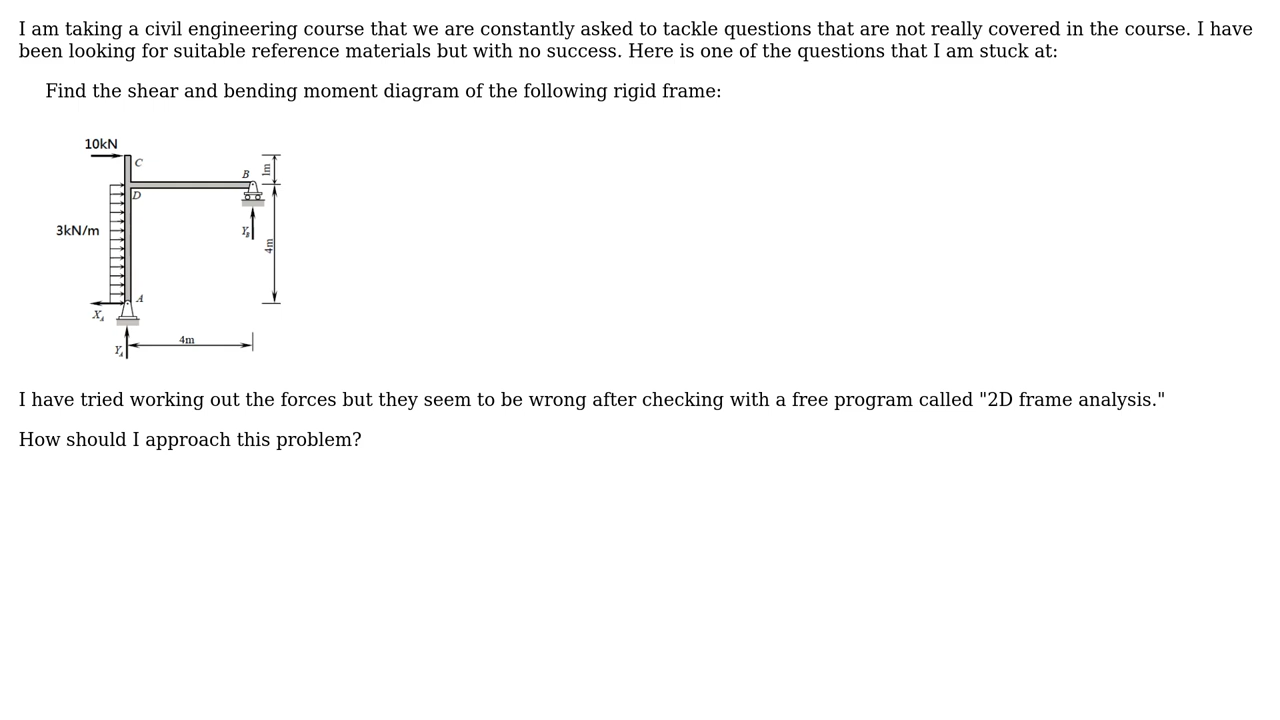 I am taking a civil engineering course that we are constantly asked to tackle questions that are not really covered in the course. I have
been looking for suitable reference materials but with no success. Here is one of the questions that I am stuck at:
Find the shear and bending moment diagram of the following rigid frame:
10kN
C
B
1m
D
3kN/m
Y_B
4m
A
X_A
4m
Y_A
I have tried working out the forces but they seem to be wrong after checking with a free program called "2D frame analysis."
How should I approach this problem?